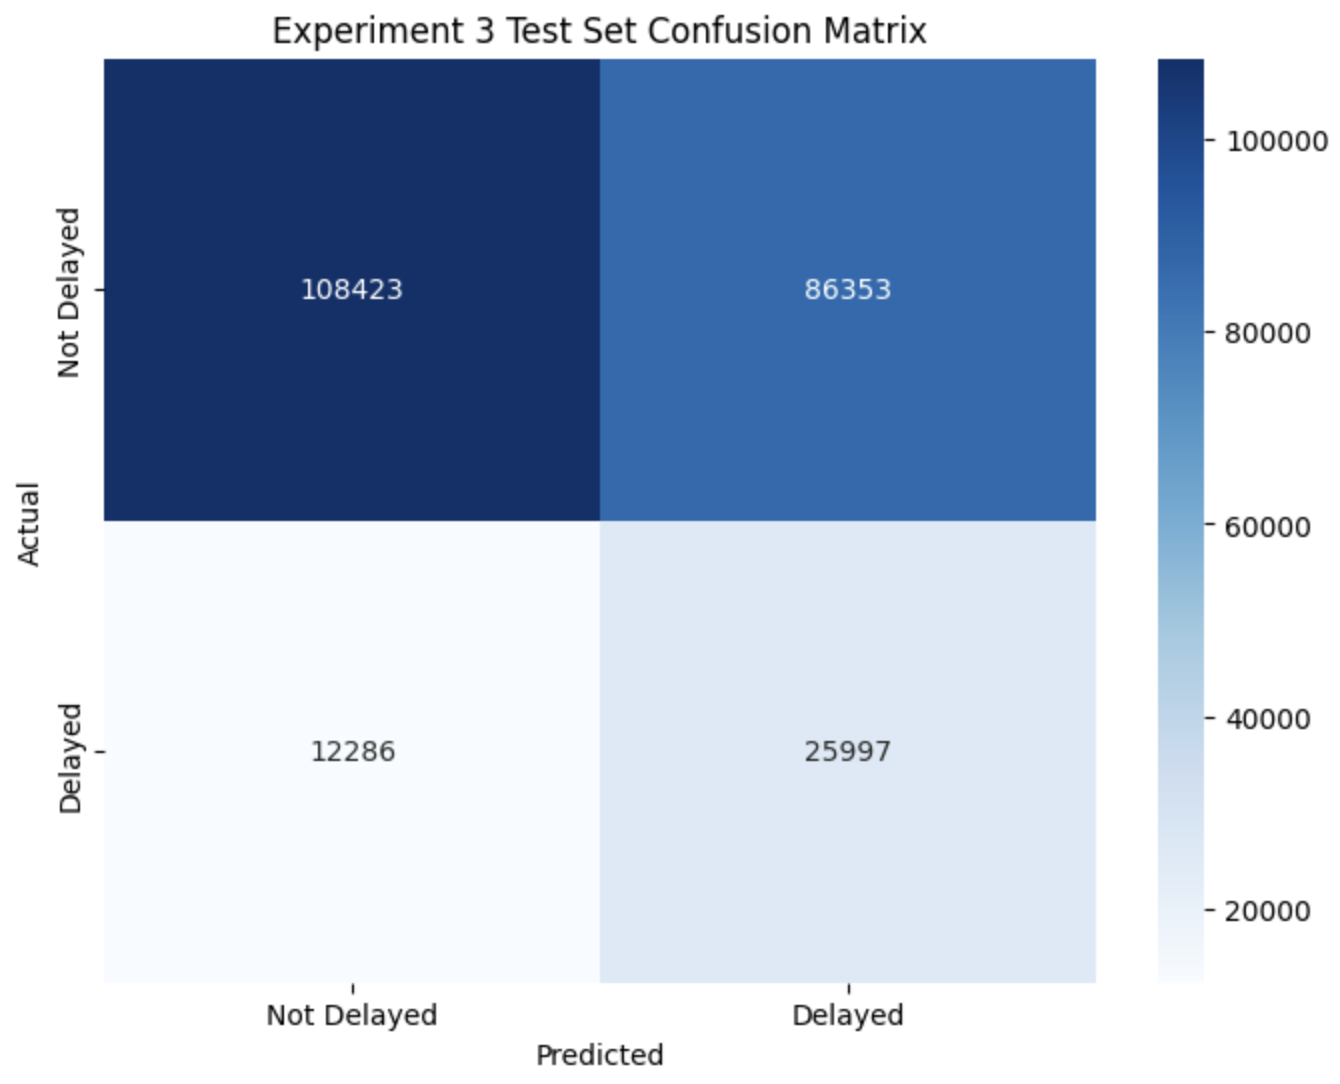 Experiment 3 Test Set Confusion Matrix
Not Delayed
Delayed
Actual
108423
86353
12286
25997
Not Delayed
Delayed
Predicted
100000
80000
60000
40000
20000